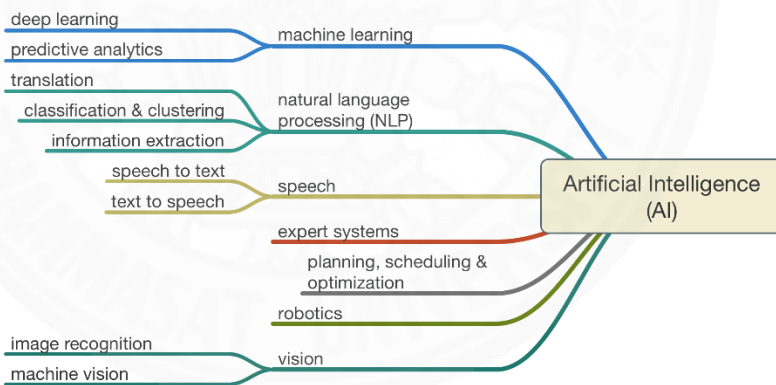 deep learning
predictive analytics
machine learning
translation
classification & clustering
information extraction
natural language
processing (NLP)
speech to text
text to speech
speech
expert systems
planning, scheduling &
optimization
robotics
image recognition
machine vision
vision
Artificial Intelligence
(AI)